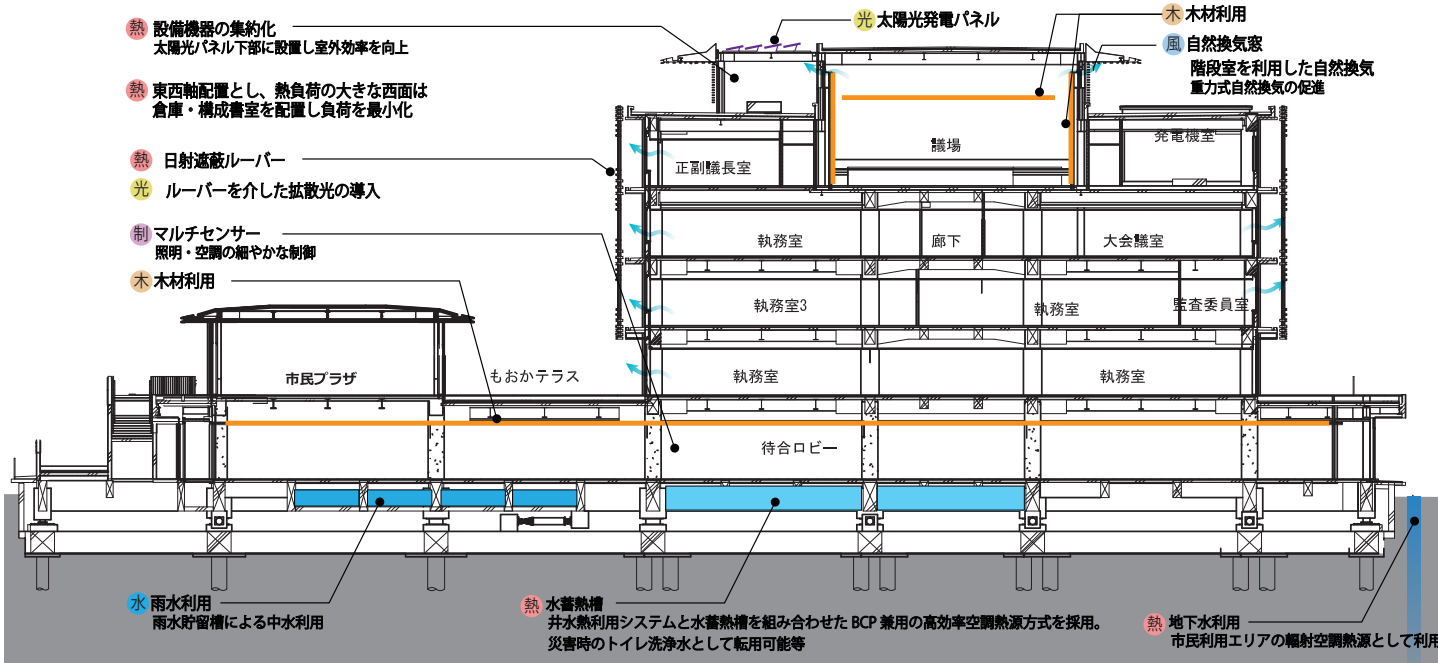 熱 設備機器の集約化
太陽光パネル下部に設置し室外効率を向上
光 太陽光発電パネル
木 木材利用
風 自然換気窓
階段室を利用した自然換気
重力式自然換気の促進
熱 東西軸配置とし、熱負荷の大きな西面は
倉庫・構成書室を配置し負荷を最小化
熱 日射遮蔽ルーバー
光 ルーバーを介した拡散光の導入
制 マルチセンサー
照明・空調の細やかな制御
木 木材利用
正副議長室
議場
発電機室
執務室
廊下
大会議室
執務室3
執務室
監査委員室
市民プラザ
もおかテラス
執務室
執務室
待合ロビー
水 雨水利用
雨水貯留槽による中水利用
熱 水蓄熱槽
井水熱利用システムと水蓄熱槽を組み合わせた BCP 兼用の高効率空調熱源方式を採用。
災害時のトイレ洗浄水として転用可能等
熱 地下水利用
市民利用エリアの輻射空調熱源として利用